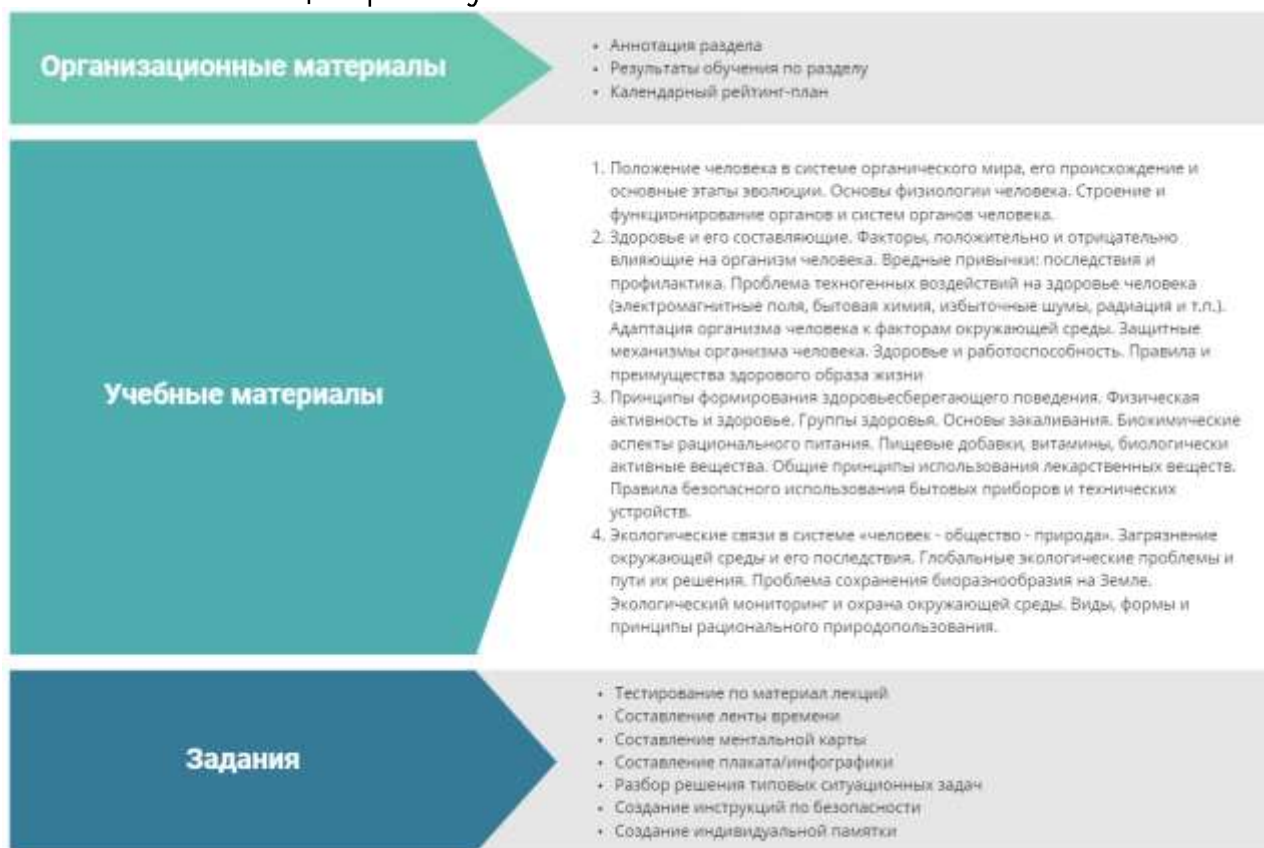 Организационные материалы
• Аннотация раздела
• Результаты обучения по разделу
• Календарный рейтинг-план
Учебные материалы
1. Положение человека в системе органического мира, его происхождение и
основные этапы эволюции. Основы физиологии человека. Строение и
функционирование органов и систем органов человека.
2. Здоровье и его составляющие. Факторы, положительно и отрицательно
влияющие на организм человека. Вредные привычки: последствия и
профилактика. Проблема техногенных воздействий на здоровье человека
(электромагнитные поля, бытовая химия, избыточные шумы, радиация и т.п.).
Адаптация организма человека к факторам окружающей среды. Защитные
механизмы организма человека. Здоровье и работоспособность. Правила и
преимущества здорового образа жизни
3. Принципы формирования здоровьесберегающего поведения. Физическая
активность и здоровье. Группы здоровья. Основы закаливания. Биохимические
аспекты рационального питания. Пищевые добавки, витамины, биологически
активные вещества. Общие принципы использования лекарственных веществ.
Правила безопасного использования бытовых приборов и технических
устройств.
4. Экологические связи в системе «человек - общество - природа». Загрязнение
окружающей среды и его последствия. Глобальные экологические проблемы и
пути их решения. Проблема сохранения биоразнообразия на Земле.
Экологический мониторинг и охрана окружающей среды. Виды, формы и
принципы рационального природопользования.
Задания
• Тестирование по материал лекций
• Составление ленты времени
• Составление ментальной карты
• Составление плаката/инфографики
• Разбор решения типовых ситуационных задач
• Создание инструкций по безопасности
• Создание индивидуальной памятки